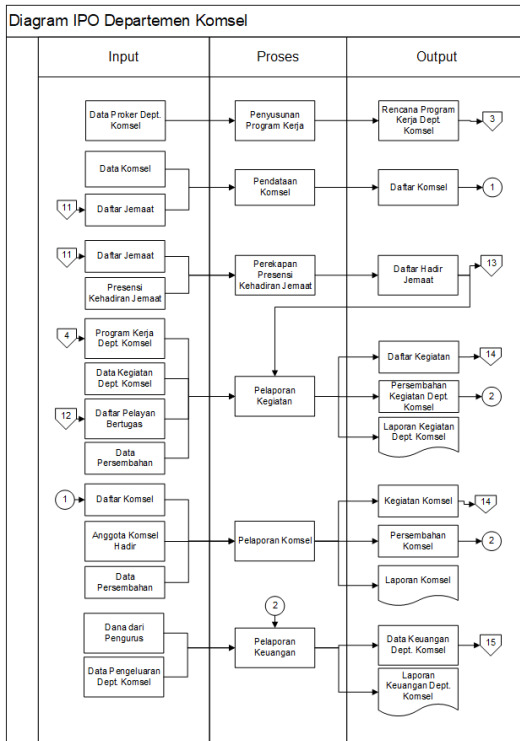 Diagram IPO Departemen Komsel
Input
Proses
Output
Data Proker Dept.
Komsel
Penyusunan
Program Kerja
Rencana Program
Kerja Dept.
Komsel
3
Data Komsel
11
Daftar Jemaat
Pendataan
Komsel
Daftar Komsel
1
11
Daftar Jemaat
Presensi
Kehadiran Jemaat
Perekapan
Presensi
Kehadiran Jemaat
Daftar Hadir
Jemaat
13
4
Program Kerja
Dept. Komsel
Data Kegiatan
Dept. Komsel
12
Daftar Pelayan
Bertugas
Data
Persembahan
Pelaporan
Kegiatan
Daftar Kegiatan
14
Persembahan
Kegiatan Dept.
Komsel
2
Laporan Kegiatan
Dept. Komsel
1
Daftar Komsel
Anggota Komsel
Hadir
Data
Persembahan
Pelaporan Komsel
Kegiatan Komsel
14
Persembahan
Komsel
2
Laporan Komsel
Dana dari
Pengurus
Data Pengeluaran
Dept. Komsel
2
Pelaporan
Keuangan
Data Keuangan
Dept. Komsel
15
Laporan
Keuangan Dept.
Komsel